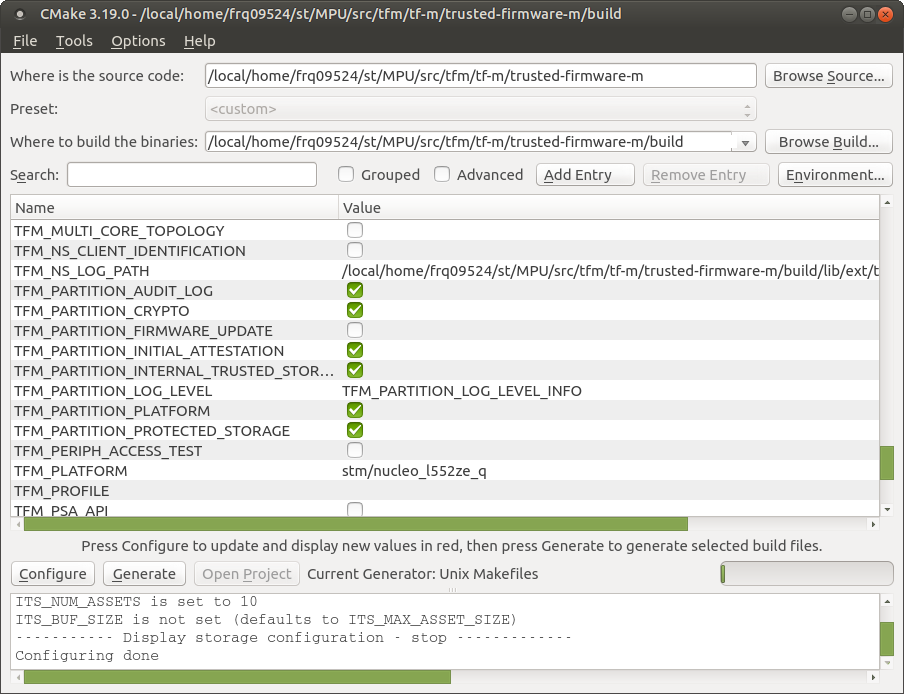 CMake 3.19.0 - /local/home/frq09524/st/MPU/src/tfm/tf-m/trusted-firmware-m/build
File Tools Options Help
Where is the source code: /local/home/frq09524/st/MPU/src/tfm/tf-m/trusted-firmware-m Browse Source...
Preset: <custom>
Where to build the binaries: /local/home/frq09524/st/MPU/src/tfm/tf-m/trusted-firmware-m/build Browse Build...
Search: Grouped Advanced Add Entry Remove Entry Environment...
Name Value
TFM_MULTI_CORE_TOPOLOGY
TFM_NS_CLIENT_IDENTIFICATION
TFM_NS_LOG_PATH /local/home/frq09524/st/MPU/src/tfm/tf-m/trusted-firmware-m/build/lib/ext/t
TFM_PARTITION_AUDIT_LOG
TFM_PARTITION_CRYPTO
TFM_PARTITION_FIRMWARE_UPDATE
TFM_PARTITION_INITIAL_ATTESTATION
TFM_PARTITION_INTERNAL_TRUSTED_STOR...
TFM_PARTITION_LOG_LEVEL TFM_PARTITION_LOG_LEVEL_INFO
TFM_PARTITION_PLATFORM
TFM_PARTITION_PROTECTED_STORAGE
TFM_PERIPH_ACCESS_TEST
TFM_PLATFORM stm/nucleo_l552ze_q
TFM_PROFILE
TFM_PSA_API
Press Configure to update and display new values in red, then press Generate to generate selected build files.
Configure Generate Open Project Current Generator: Unix Makefiles
ITS_NUM_ASSETS is set to 10
ITS_BUF_SIZE is not set (defaults to ITS_MAX_ASSET_SIZE)
----------- Display storage configuration - stop -------------
Configuring done